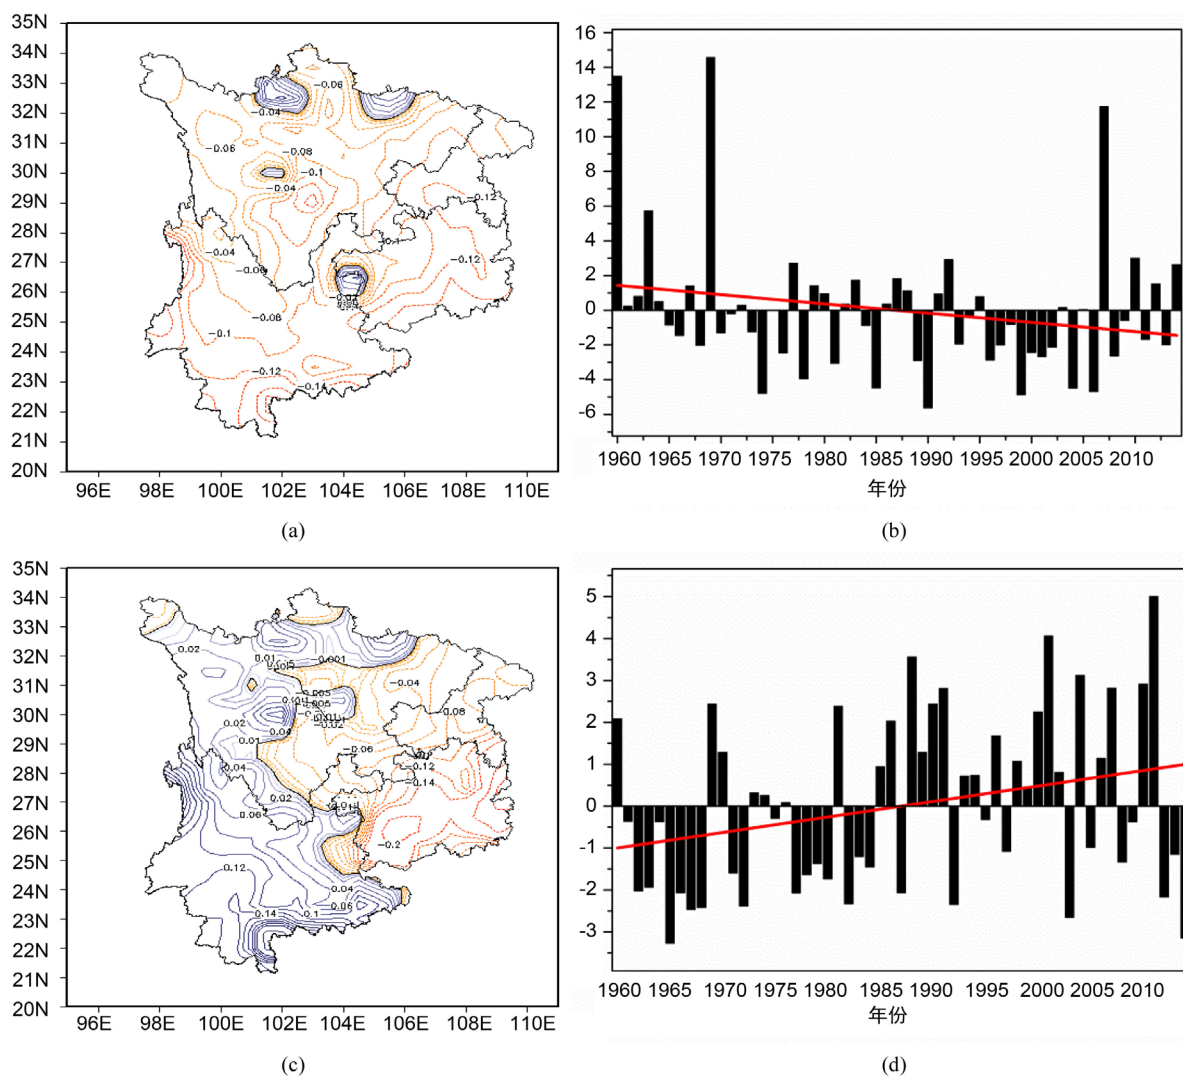 35N
34N
33N
32N
31N
30N
29N
28N
27N
26N
25N
24N
23N
22N
21N
20N
-0.06
-0.04
-0.06
-0.08
-0.1
-0.04
-0.12
-0.04
-0.06
-0.12
-0.08
-0.1
-0.12
-0.14
96E 98E 100E 102E 104E 106E 108E 110E
(a)
16
14
12
10
8
6
4
2
0
-2
-4
-6
1960 1965 1970 1975 1980 1985 1990 1995 2000 2005 2010
年份
(b)
35N
34N
33N
32N
31N
30N
29N
28N
27N
26N
25N
24N
23N
22N
21N
20N
0.02
0.01
-0.001
-0.04
0.02
-0.08
0.04
0.01
-0.06
0.04
-0.12
-0.14
0.02
0.06
-0.2
0.12
0.04
0.06
0.14
0.1
96E 98E 100E 102E 104E 106E 108E 110E
(c)
5
4
3
2
1
0
-1
-2
-3
1960 1965 1970 1975 1980 1985 1990 1995 2000 2005 2010
年份
(d)